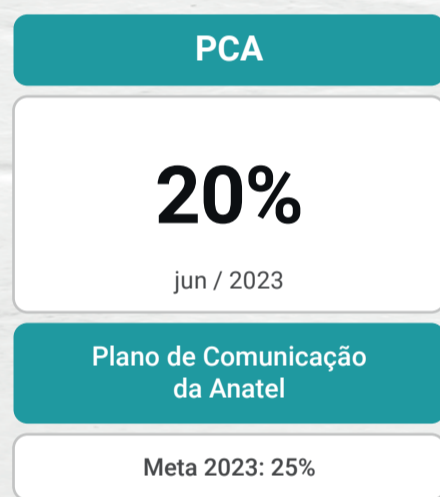 PCA
20%
jun / 2023
Plano de Comunicação
da Anatel
Meta 2023: 25%